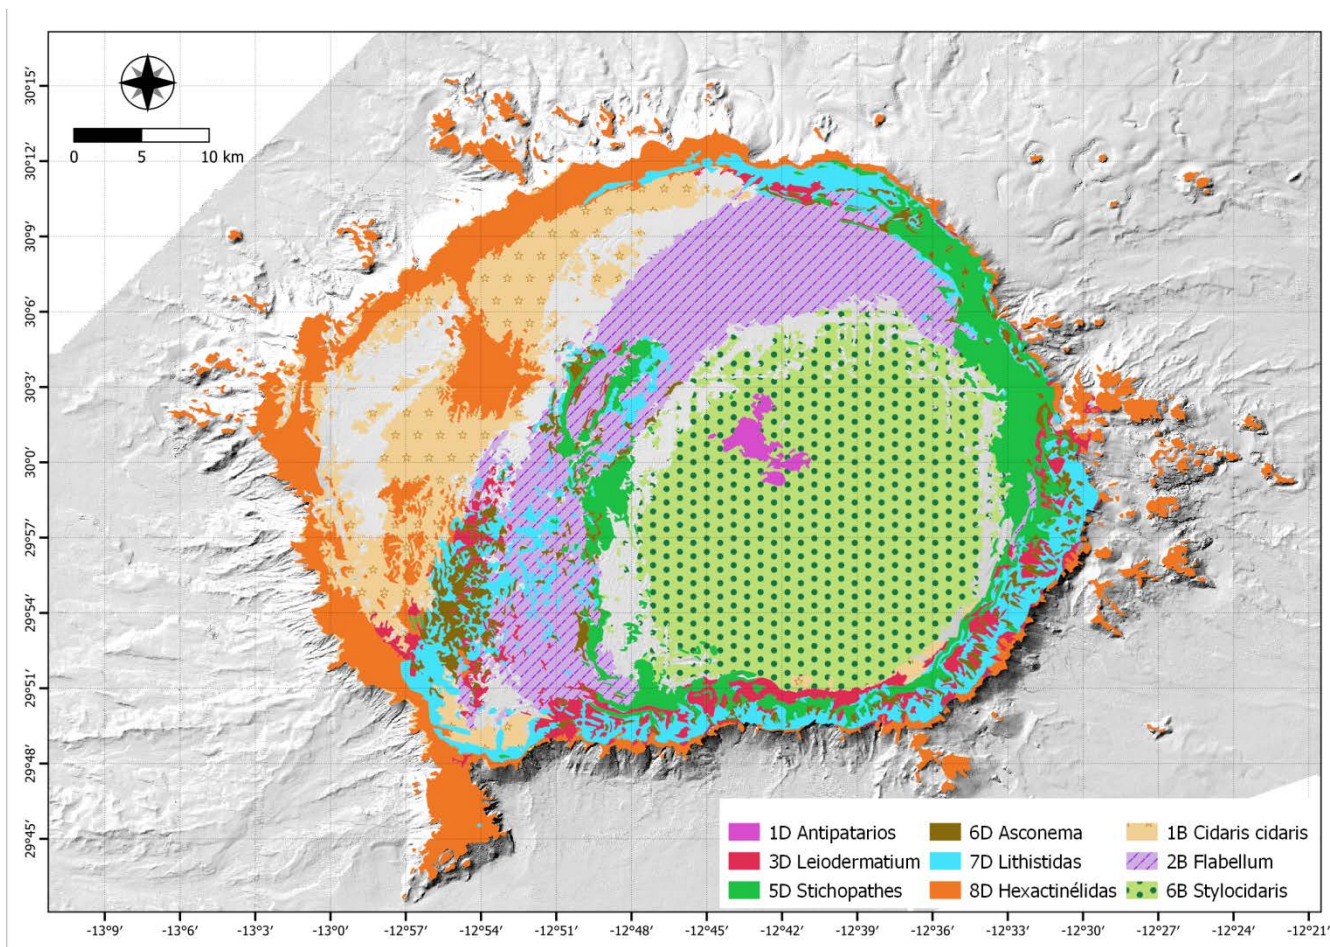 30°15'
30°12'
30°9'
30°6'
30°3'
30°0'
29°57'
29°54'
29°51'
29°48'
29°45'
0 5 10 km
1D Antipatarios
3D Leiodermatium
5D Stichopathes
6D Asconema
7D Lithistidas
8D Hexactinélidas
1B Cidaris cidaris
2B Flabellum
6B Stylocidaris
-13°9' -13°6' -13°3' -13°0' -12°57' -12°54' -12°51' -12°48' -12°45' -12°42' -12°39' -12°36' -12°33' -12°30' -12°27' -12°24' -12°21'